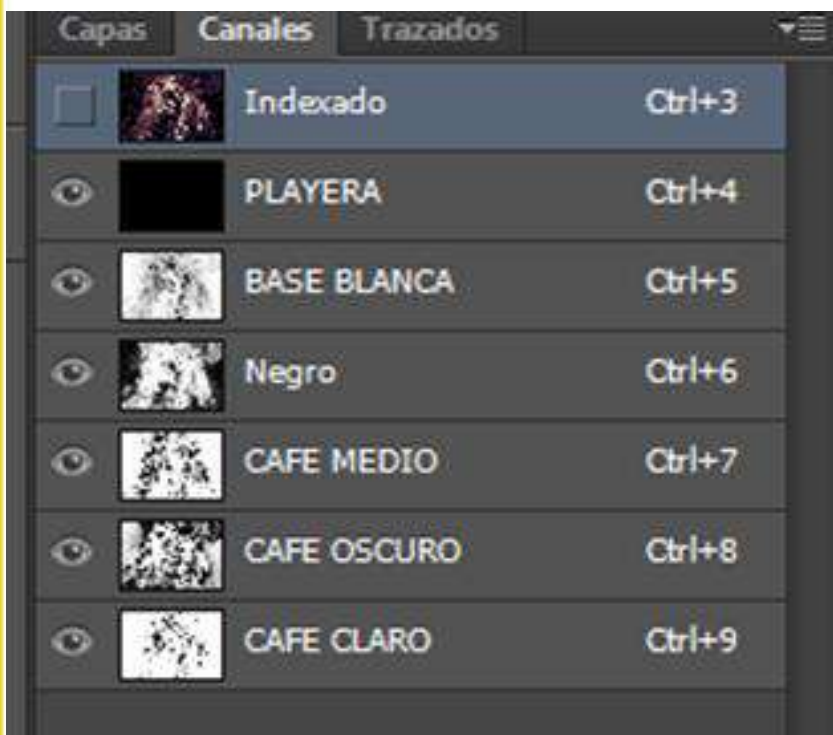 Capas Canales Trazados
Indexado Ctrl+3
PLAYERA Ctrl+4
BASE BLANCA Ctrl+5
Negro Ctrl+6
CAFE MEDIO Ctrl+7
CAFE OSCURO Ctrl+8
CAFE CLARO Ctrl+9